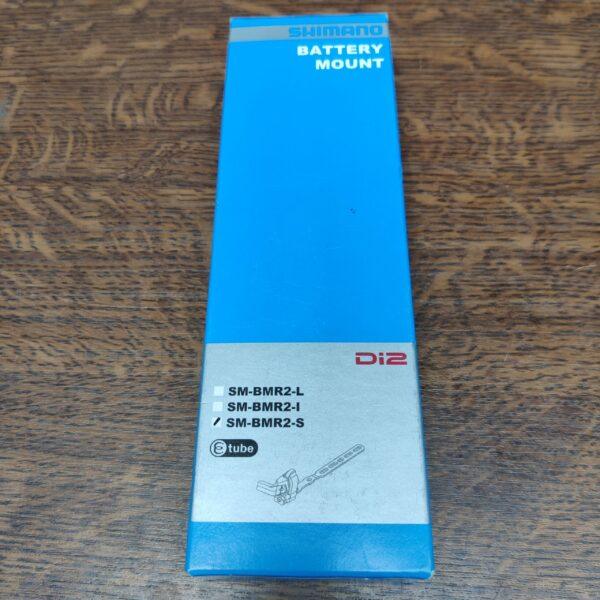 SHIMANO
BATTERY
MOUNT
Di2
SM-BMR2-L
SM-BMR2-I
SM-BMR2-S
E tube